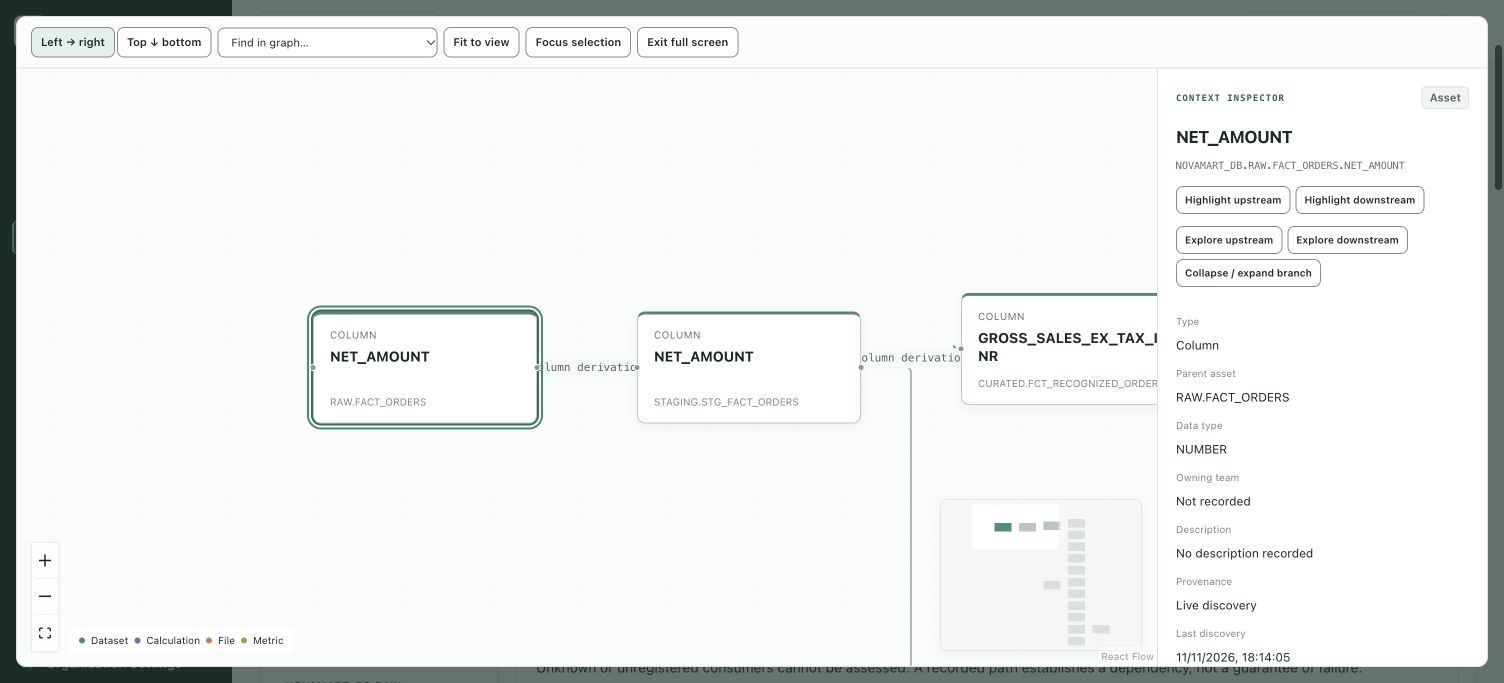 Left → right
Top ↓ bottom
Find in graph...
Fit to view
Focus selection
Exit full screen
COLUMN
NET_AMOUNT
RAW.FACT_ORDERS
COLUMN
NET_AMOUNT
STAGING.STG_FACT_ORDERS
COLUMN
GROSS_SALES_EX_TAX_
NR
CURATED.FCT_RECOGNIZED_ORDER
lumn derivatio
olumn derivatio
Dataset
Calculation
File
Metric
React Flow
CONTEXT INSPECTOR
Asset
NET_AMOUNT
NOVAMART_DB.RAW.FACT_ORDERS.NET_AMOUNT
Highlight upstream
Highlight downstream
Explore upstream
Explore downstream
Collapse / expand branch
Type
Column
Parent asset
RAW.FACT_ORDERS
Data type
NUMBER
Owning team
Not recorded
Description
No description recorded
Provenance
Live discovery
Last discovery
11/11/2026, 18:14:05
Unknown or unregistered consumers cannot be assessed. A recorded path establishes a dependency, not a guarantee of failure.